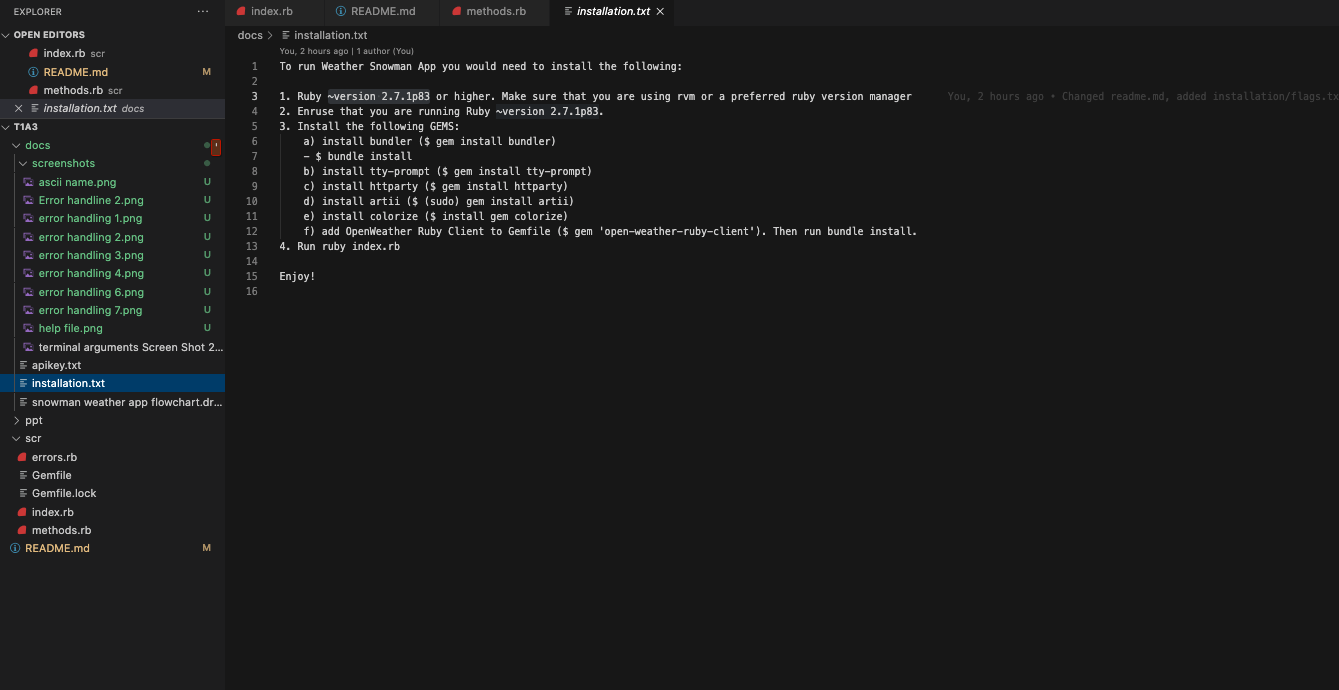 EXPLORER ...
index.rb README.md methods.rb installation.txt
OPEN EDITORS
index.rb scr
README.md M
methods.rb scr
installation.txt docs
T1A3
docs
screenshots
ascii name.png U
Error handline 2.png U
error handling 1.png U
error handling 2.png U
error handling 3.png U
error handling 4.png U
error handling 6.png U
error handling 7.png U
help file.png U
terminal arguments Screen Shot 2...
apikey.txt
installation.txt
snowman weather app flowchart.dr...
ppt
scr
errors.rb
Gemfile
Gemfile.lock
index.rb
methods.rb
README.md M
docs > installation.txt
You, 2 hours ago | 1 author (You)
1 To run Weather Snowman App you would need to install the following:
2
3 1. Ruby ~version 2.7.1p83 or higher. Make sure that you are using rvm or a preferred ruby version manager You, 2 hours ago • Changed readme.md, added installation/flags.tx
4 2. Enruse that you are running Ruby ~version 2.7.1p83.
5 3. Install the following GEMS:
6 a) install bundler ($ gem install bundler)
7 - $ bundle install
8 b) install tty-prompt ($ gem install tty-prompt)
9 c) install httparty ($ gem install httparty)
10 d) install artii ($ (sudo) gem install artii)
11 e) install colorize ($ install gem colorize)
12 f) add OpenWeather Ruby Client to Gemfile ($ gem 'open-weather-ruby-client'). Then run bundle install.
13 4. Run ruby index.rb
14
15 Enjoy!
16